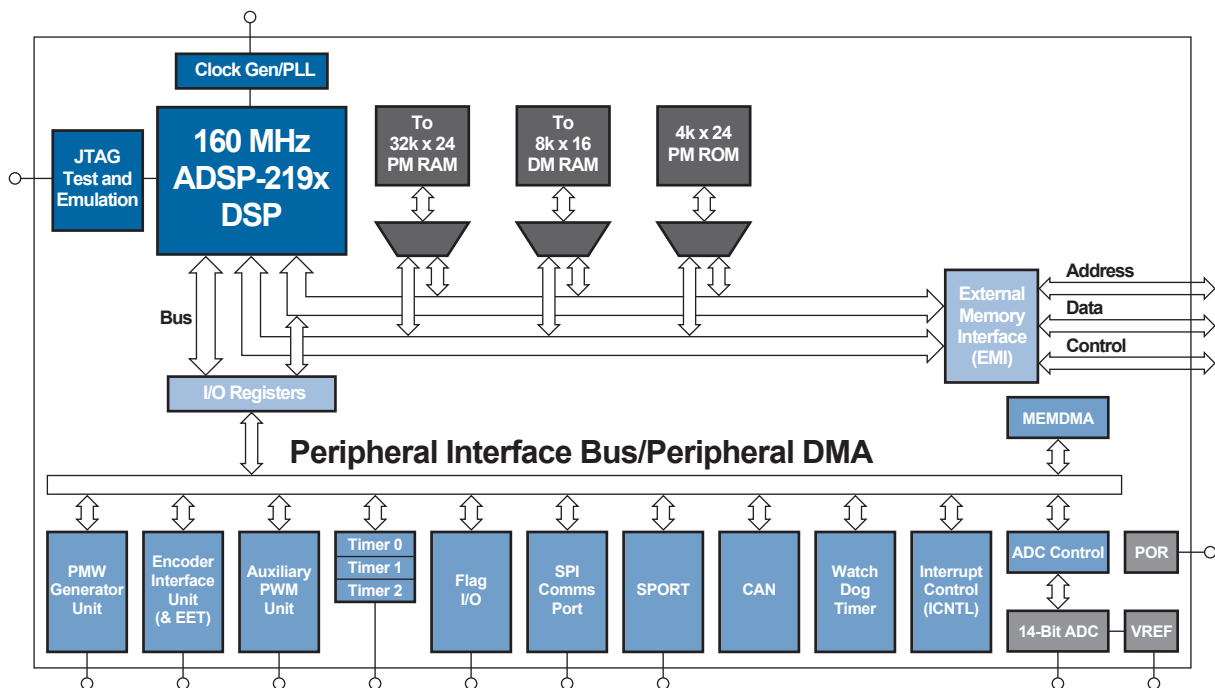 Clock Gen/PLL
160 MHz
ADSP-219x
DSP
JTAG
Test and
Emulation
To
32k x 24
PM RAM
To
8k x 16
DM RAM
4k x 24
PM ROM
Bus
External
Memory
Interface
(EMI)
Address
Data
Control
I/O Registers
MEMDMA
Peripheral Interface Bus/Peripheral DMA
PMW
Generator
Unit
Encoder
Interface
Unit
(& EET)
Auxiliary
PWM
Unit
Timer 0
Timer 1
Timer 2
Flag
I/O
SPI
Comms
Port
SPORT
CAN
Watch
Dog
Timer
Interrupt
Control
(ICNTL)
ADC Control
POR
14-Bit ADC
VREF